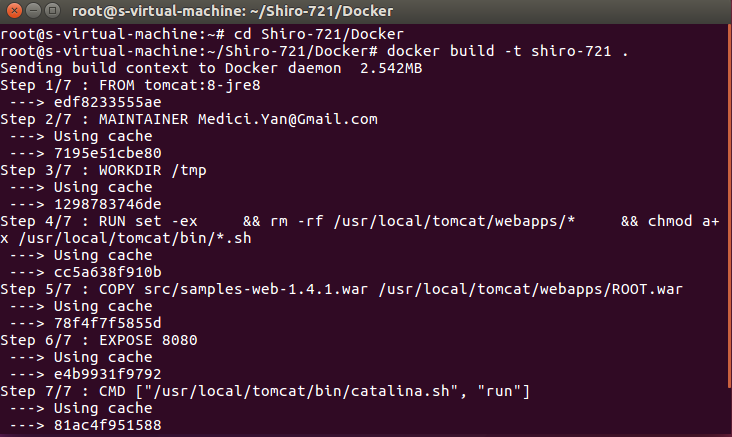 root@s-virtual-machine: ~/Shiro-721/Docker
root@s-virtual-machine:~# cd Shiro-721/Docker
root@s-virtual-machine:~/Shiro-721/Docker# docker build -t shiro-721 .
Sending build context to Docker daemon  2.542MB
Step 1/7 : FROM tomcat:8-jre8
 ---> edf8233555ae
Step 2/7 : MAINTAINER Medici.Yan@Gmail.com
 ---> Using cache
 ---> 7195e51cbe80
Step 3/7 : WORKDIR /tmp
 ---> Using cache
 ---> 1298783746de
Step 4/7 : RUN set -ex     && rm -rf /usr/local/tomcat/webapps/*     && chmod a+
x /usr/local/tomcat/bin/*.sh
 ---> Using cache
 ---> cc5a638f910b
Step 5/7 : COPY src/samples-web-1.4.1.war /usr/local/tomcat/webapps/ROOT.war
 ---> Using cache
 ---> 78f4f7f5855d
Step 6/7 : EXPOSE 8080
 ---> Using cache
 ---> e4b9931f9792
Step 7/7 : CMD ["/usr/local/tomcat/bin/catalina.sh", "run"]
 ---> Using cache
 ---> 81ac4f951588